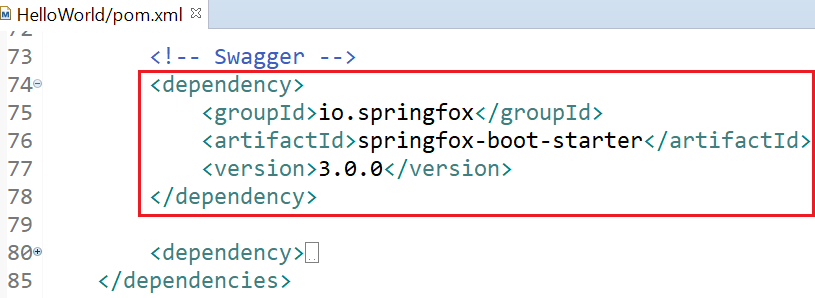 HelloWorld/pom.xml
72
73 <!-- Swagger -->
74 <dependency>
75 <groupId>io.springfox</groupId>
76 <artifactId>springfox-boot-starter</artifactId>
77 <version>3.0.0</version>
78 </dependency>
79
80 <dependency>..
85 </dependencies>